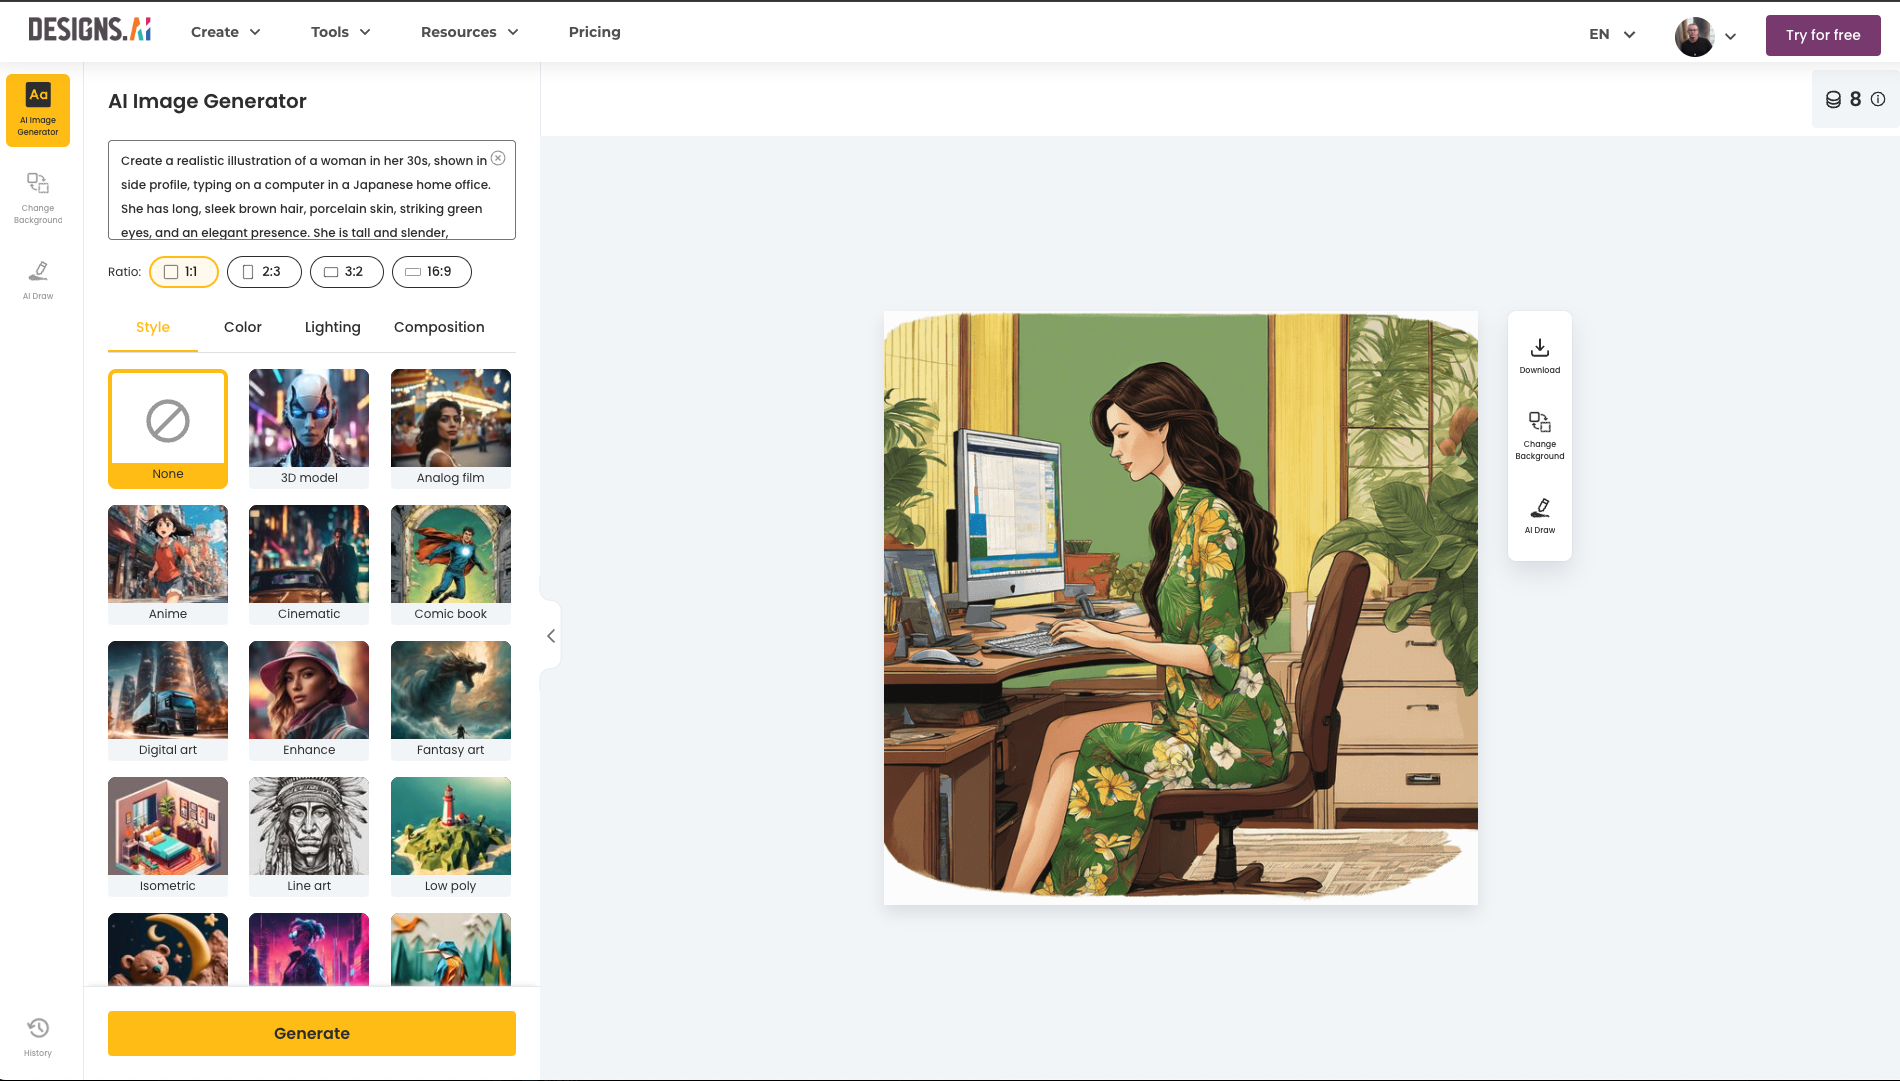 DESIGNS.AI
Create
Tools
Resources
Pricing
EN
Try for free
Aa
AI Image
Generator
Change
Background
AI Draw
History
AI Image Generator
Create a realistic illustration of a woman in her 30s, shown in
side profile, typing on a computer in a Japanese home office.
She has long, sleek brown hair, porcelain skin, striking green
eyes, and an elegant presence. She is tall and slender,
Ratio:
1:1
2:3
3:2
16:9
Style
Color
Lighting
Composition
None
3D model
Analog film
Anime
Cinematic
Comic book
Digital art
Enhance
Fantasy art
Isometric
Line art
Low poly
Generate
8
Download
Change
Background
AI Draw